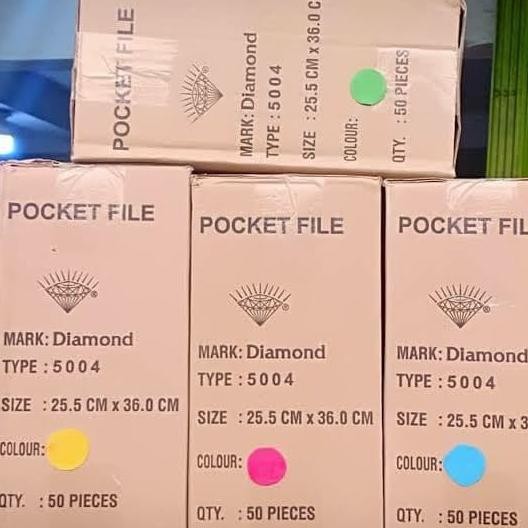 POCKET FILE
MARK: Diamond
TYPE : 5004
SIZE : 25.5 CM x 36.0 C
COLOUR:
QTY. : 50 PIECES
POCKET FILE
®
MARK: Diamond
TYPE : 5004
SIZE : 25.5 CM x 36.0 CM
COLOUR:
QTY. : 50 PIECES
POCKET FILE
®
MARK: Diamond
TYPE : 5004
SIZE : 25.5 CM x 36.0 CM
COLOUR:
QTY. : 50 PIECES
POCKET FIL
®
MARK: Diamond
TYPE : 5004
SIZE : 25.5 CM x 3
COLOUR:
QTY. : 50 PIECES